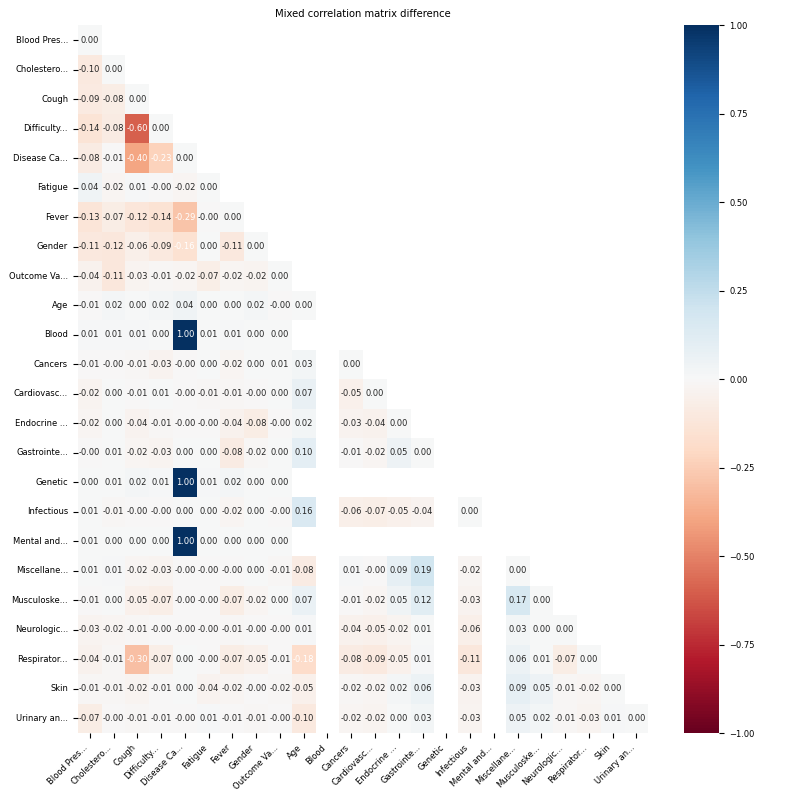 Mixed correlation matrix difference
Blood Pres... 0.00
Cholestero... -0.10 0.00
Cough -0.09 -0.08 0.00
Difficulty... -0.14 -0.08 -0.60 0.00
Disease Ca... -0.08 -0.01 -0.40 -0.23 0.00
Fatigue 0.04 -0.02 0.01 -0.00 -0.02 0.00
Fever -0.13 -0.07 -0.12 -0.14 -0.29 -0.00 0.00
Gender -0.11 -0.12 -0.06 -0.09 -0.16 0.00 -0.11 0.00
Outcome Va... -0.04 -0.11 -0.03 -0.01 -0.02 -0.07 -0.02 -0.02 0.00
Age -0.01 0.02 0.00 0.02 0.04 0.00 0.00 0.02 -0.00 0.00
Blood 0.01 0.01 0.01 0.00 1.00 0.01 0.01 0.00 0.00
Cancers -0.01 -0.00 -0.01 -0.03 -0.00 0.00 -0.02 0.00 0.01 0.03 0.00
Cardiovasc... -0.02 0.00 -0.01 0.01 -0.00 -0.01 -0.01 -0.00 0.00 0.07 -0.05 0.00
Endocrine ... -0.02 0.00 -0.04 -0.01 -0.00 -0.00 -0.04 -0.08 -0.00 0.02 -0.03 -0.04 0.00
Gastrointe... -0.00 0.01 -0.02 -0.03 0.00 0.00 -0.08 -0.02 0.00 0.10 -0.01 -0.02 0.05 0.00
Genetic 0.00 0.01 0.02 0.01 1.00 0.01 0.02 0.00 0.00
Infectious 0.01 -0.01 -0.00 -0.00 0.00 0.00 -0.02 0.00 -0.00 0.16 -0.06 -0.07 -0.05 -0.04 0.00
Mental and... 0.01 0.00 0.00 0.00 1.00 0.00 0.00 0.00 0.00
Miscellane... 0.01 0.01 -0.02 -0.03 -0.00 -0.00 -0.00 0.00 -0.01 -0.08 0.01 -0.00 0.09 0.19 -0.02 0.00
Musculoske... -0.01 0.00 -0.05 -0.07 -0.00 -0.00 -0.07 -0.02 0.00 0.07 -0.01 -0.02 0.05 0.12 -0.03 0.17 0.00
Neurologic... -0.03 -0.02 -0.01 -0.00 -0.00 -0.00 -0.01 -0.00 -0.00 0.01 -0.04 -0.05 -0.02 0.01 -0.06 0.03 0.00 0.00
Respirator... -0.04 -0.01 -0.30 -0.07 0.00 -0.00 -0.07 -0.05 -0.01 -0.18 -0.08 -0.09 -0.05 0.01 -0.11 0.06 0.01 -0.07 0.00
Skin -0.01 -0.01 -0.02 -0.01 0.00 -0.04 -0.02 -0.00 -0.02 -0.05 -0.02 -0.02 0.02 0.06 -0.03 0.09 0.05 -0.01 -0.02 0.00
Urinary an... -0.07 -0.00 -0.01 -0.01 -0.00 0.01 -0.01 -0.01 -0.00 -0.10 -0.02 -0.02 0.00 0.03 -0.03 0.05 0.02 -0.01 -0.03 0.01 0.00
Blood Pres... Cholestero... Cough Difficulty... Disease Ca... Fatigue Fever Gender Outcome Va... Age Blood Cancers Cardiovasc... Endocrine ... Gastrointe... Genetic Infectious Mental and... Miscellane... Musculoske... Neurologic... Respirator... Skin Urinary an...
1.00
0.75
0.50
0.25
0.00
−0.25
−0.50
−0.75
−1.00